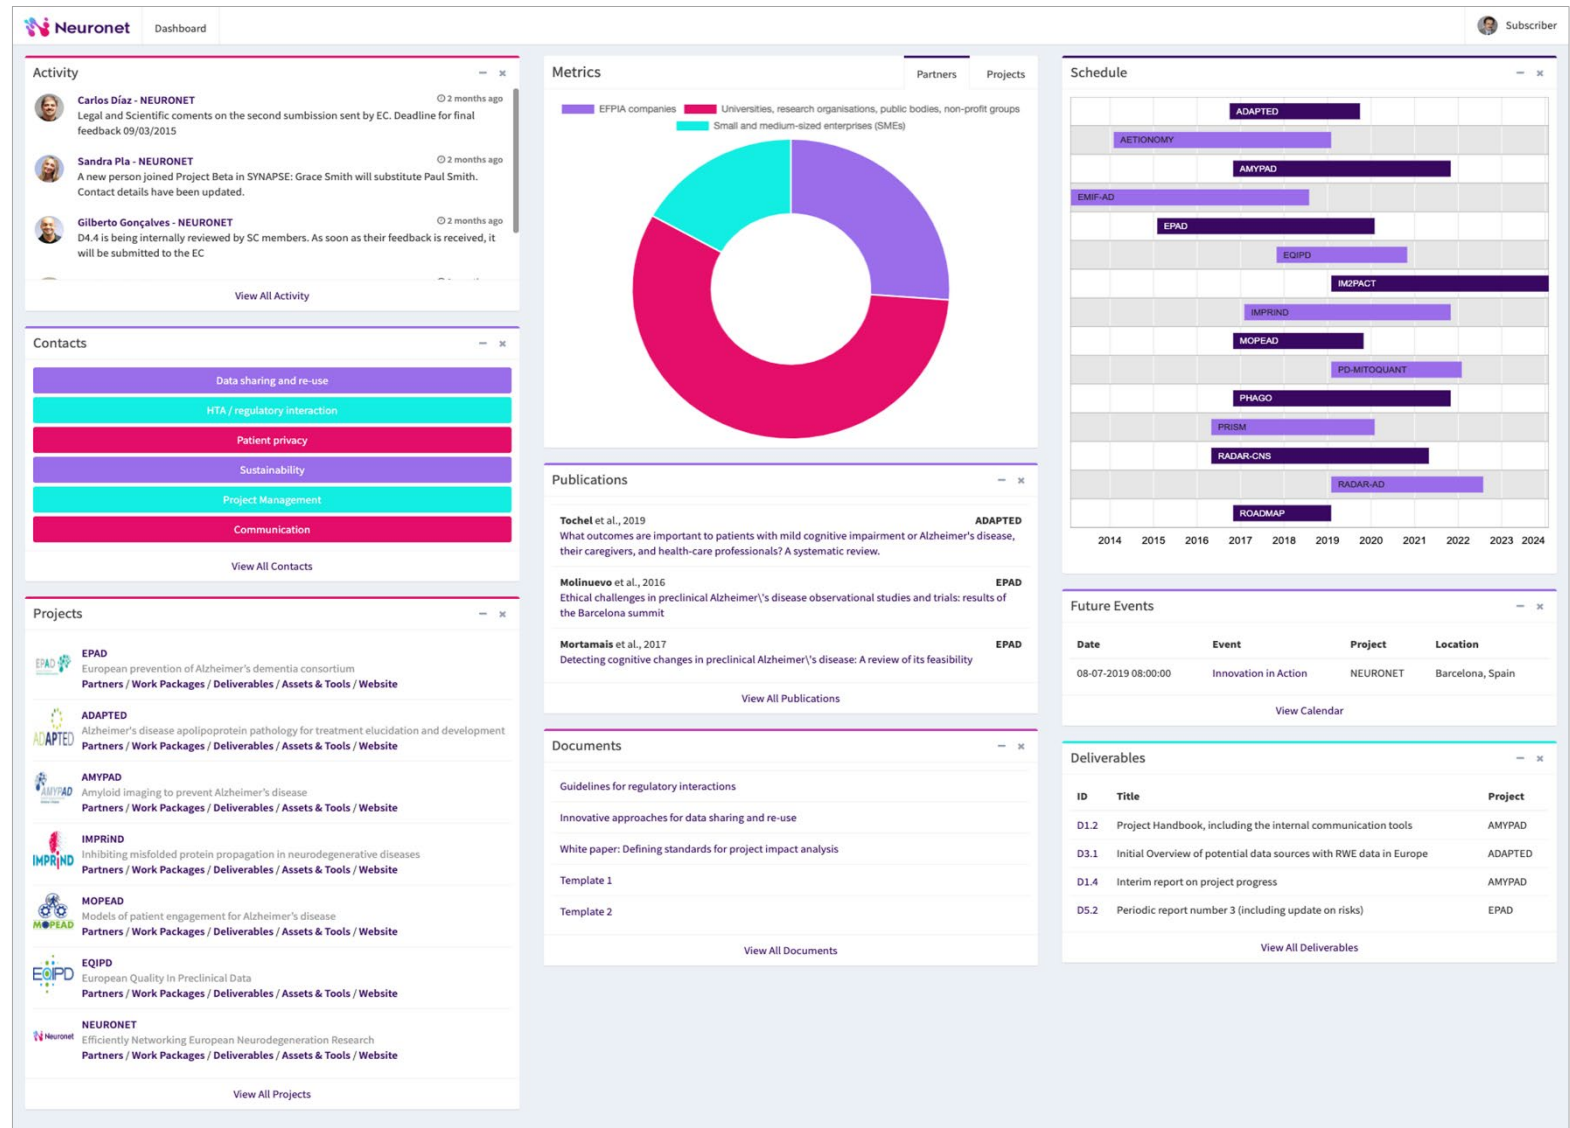 Neuronet
Dashboard
Subscriber
Activity
Carlos Díaz - NEURONET
2 months ago
Legal and Scientific coments on the second sumbission sent by EC. Deadline for final
feedback 09/03/2015
Sandra Pla - NEURONET
2 months ago
A new person joined Project Beta in SYNAPSE: Grace Smith will substitute Paul Smith.
Contact details have been updated.
Gilberto Gonçalves - NEURONET
2 months ago
D4.4 is being internally reviewed by SC members. As soon as their feedback is received, it
will be submitted to the EC
View All Activity
Contacts
Data sharing and re-use
HTA / regulatory interaction
Patient privacy
Sustainability
Project Management
Communication
View All Contacts
Projects
EPAD
EPAD
European prevention of Alzheimer's dementia consortium
Partners / Work Packages / Deliverables / Assets & Tools / Website
ADAPTED
ADAPTED
Alzheimer's disease apolipoprotein pathology for treatment elucidation and development
Partners / Work Packages / Deliverables / Assets & Tools / Website
AMYPAD
AMYPAD
Amyloid imaging to prevent Alzheimer's disease
Partners / Work Packages / Deliverables / Assets & Tools / Website
IMPRiND
IMPRiND
Inhibiting misfolded protein propagation in neurodegenerative diseases
Partners / Work Packages / Deliverables / Assets & Tools / Website
MOPEAD
MOPEAD
Models of patient engagement for Alzheimer's disease
Partners / Work Packages / Deliverables / Assets & Tools / Website
EQIPD
EQIPD
European Quality In Preclinical Data
Partners / Work Packages / Deliverables / Assets & Tools / Website
Neuronet
NEURONET
Efficiently Networking European Neurodegeneration Research
Partners / Work Packages / Deliverables / Assets & Tools / Website
View All Projects
Metrics
Partners
Projects
EFPIA companies
Universities, research organisations, public bodies, non-profit groups
Small and medium-sized enterprises (SMEs)
Publications
Tochel et al., 2019
ADAPTED
What outcomes are important to patients with mild cognitive impairment or Alzheimer's disease,
their caregivers, and health-care professionals? A systematic review.
Molinuevo et al., 2016
EPAD
Ethical challenges in preclinical Alzheimer\'s disease observational studies and trials: results of
the Barcelona summit
Mortamais et al., 2017
EPAD
Detecting cognitive changes in preclinical Alzheimer\'s disease: A review of its feasibility
View All Publications
Documents
Guidelines for regulatory interactions
Innovative approaches for data sharing and re-use
White paper: Defining standards for project impact analysis
Template 1
Template 2
View All Documents
Schedule
ADAPTED
AETIONOMY
AMYPAD
EMIF-AD
EPAD
EQIPD
IM2PACT
IMPRIND
MOPEAD
PD-MITOQUANT
PHAGO
PRISM
RADAR-CNS
RADAR-AD
ROADMAP
2014 2015 2016 2017 2018 2019 2020 2021 2022 2023 2024
Future Events
Date Event Project Location
08-07-2019 08:00:00 Innovation in Action NEURONET Barcelona, Spain
View Calendar
Deliverables
ID Title Project
D1.2 Project Handbook, including the internal communication tools AMYPAD
D3.1 Initial Overview of potential data sources with RWE data in Europe ADAPTED
D1.4 Interim report on project progress AMYPAD
D5.2 Periodic report number 3 (including update on risks) EPAD
View All Deliverables